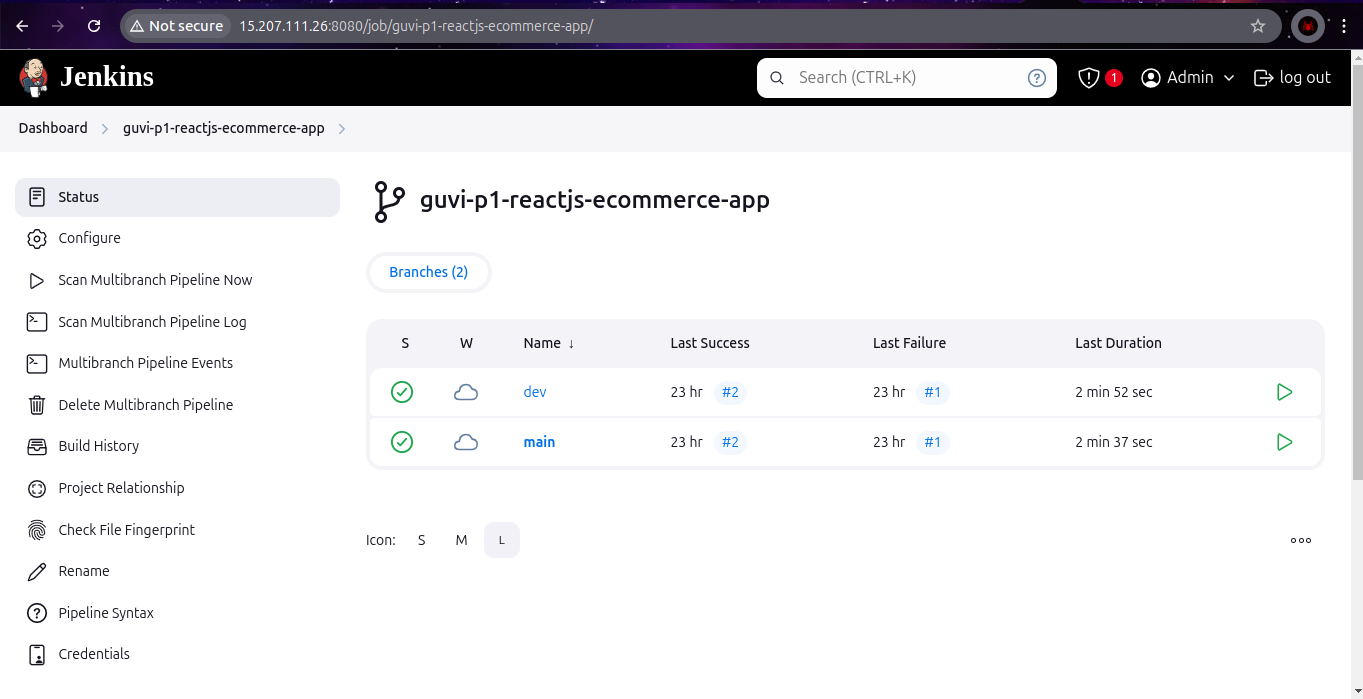 Not secure 15.207.111.26:8080/job/guvi-p1-reactjs-ecommerce-app/
Jenkins Search (CTRL+K) ? 1 Admin log out
Dashboard guvi-p1-reactjs-ecommerce-app
Status
Configure
Scan Multibranch Pipeline Now
Scan Multibranch Pipeline Log
Multibranch Pipeline Events
Delete Multibranch Pipeline
Build History
Project Relationship
Check File Fingerprint
Rename
Pipeline Syntax
Credentials
guvi-p1-reactjs-ecommerce-app
Branches (2)
S W Name ↓ Last Success Last Failure Last Duration
dev 23 hr #2 23 hr #1 2 min 52 sec
main 23 hr #2 23 hr #1 2 min 37 sec
Icon: S M L